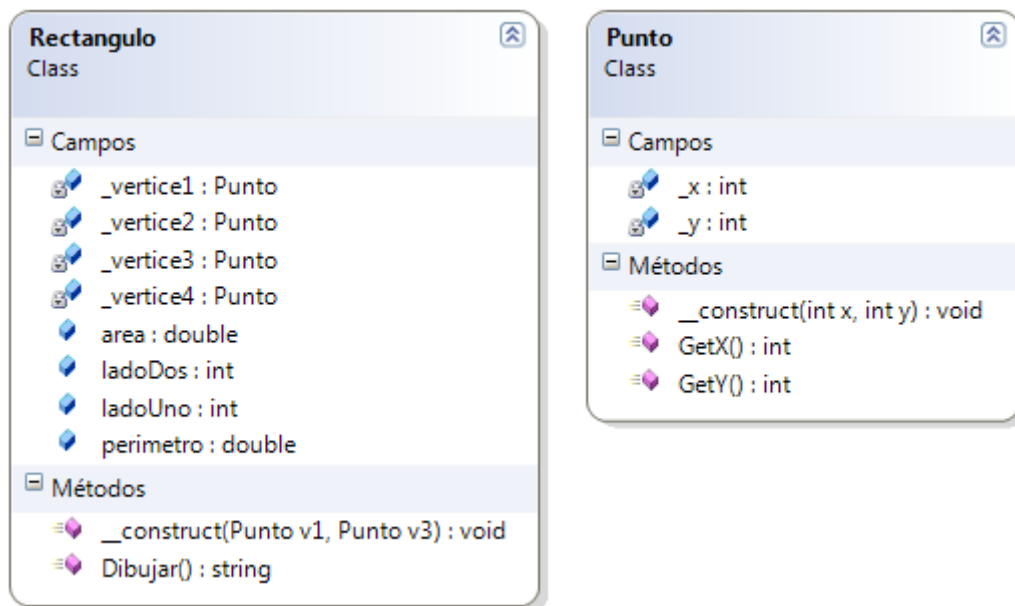 Rectangulo
Class
Campos
_vertice1 : Punto
_vertice2 : Punto
_vertice3 : Punto
_vertice4 : Punto
area : double
ladoDos : int
ladoUno : int
perimetro : double
Métodos
__construct(Punto v1, Punto v3) : void
Dibujar() : string
Punto
Class
Campos
_x : int
_y : int
Métodos
__construct(int x, int y) : void
GetX() : int
GetY() : int